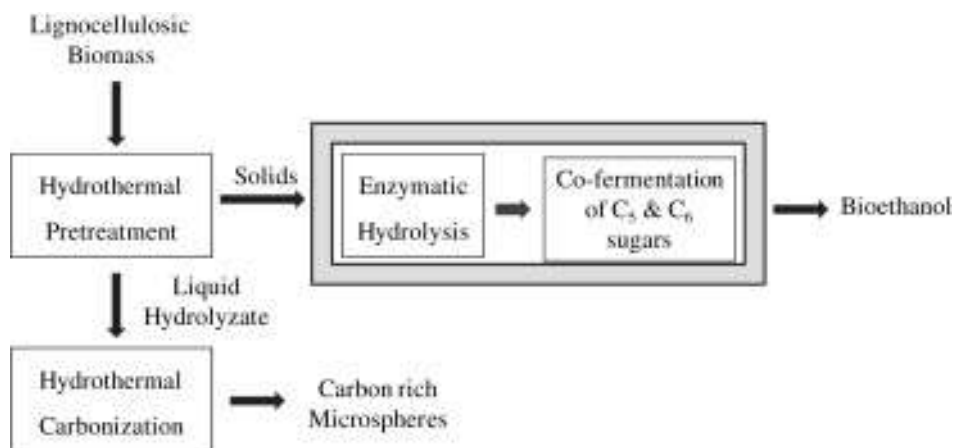 Lignocellulosic
Biomass
Hydrothermal
Pretreatment
Solids
Enzymatic
Hydrolysis
Co-fermentation
of C₅ & C₆
sugars
Bioethanol
Liquid
Hydrolyzate
Hydrothermal
Carbonization
Carbon rich
Microspheres